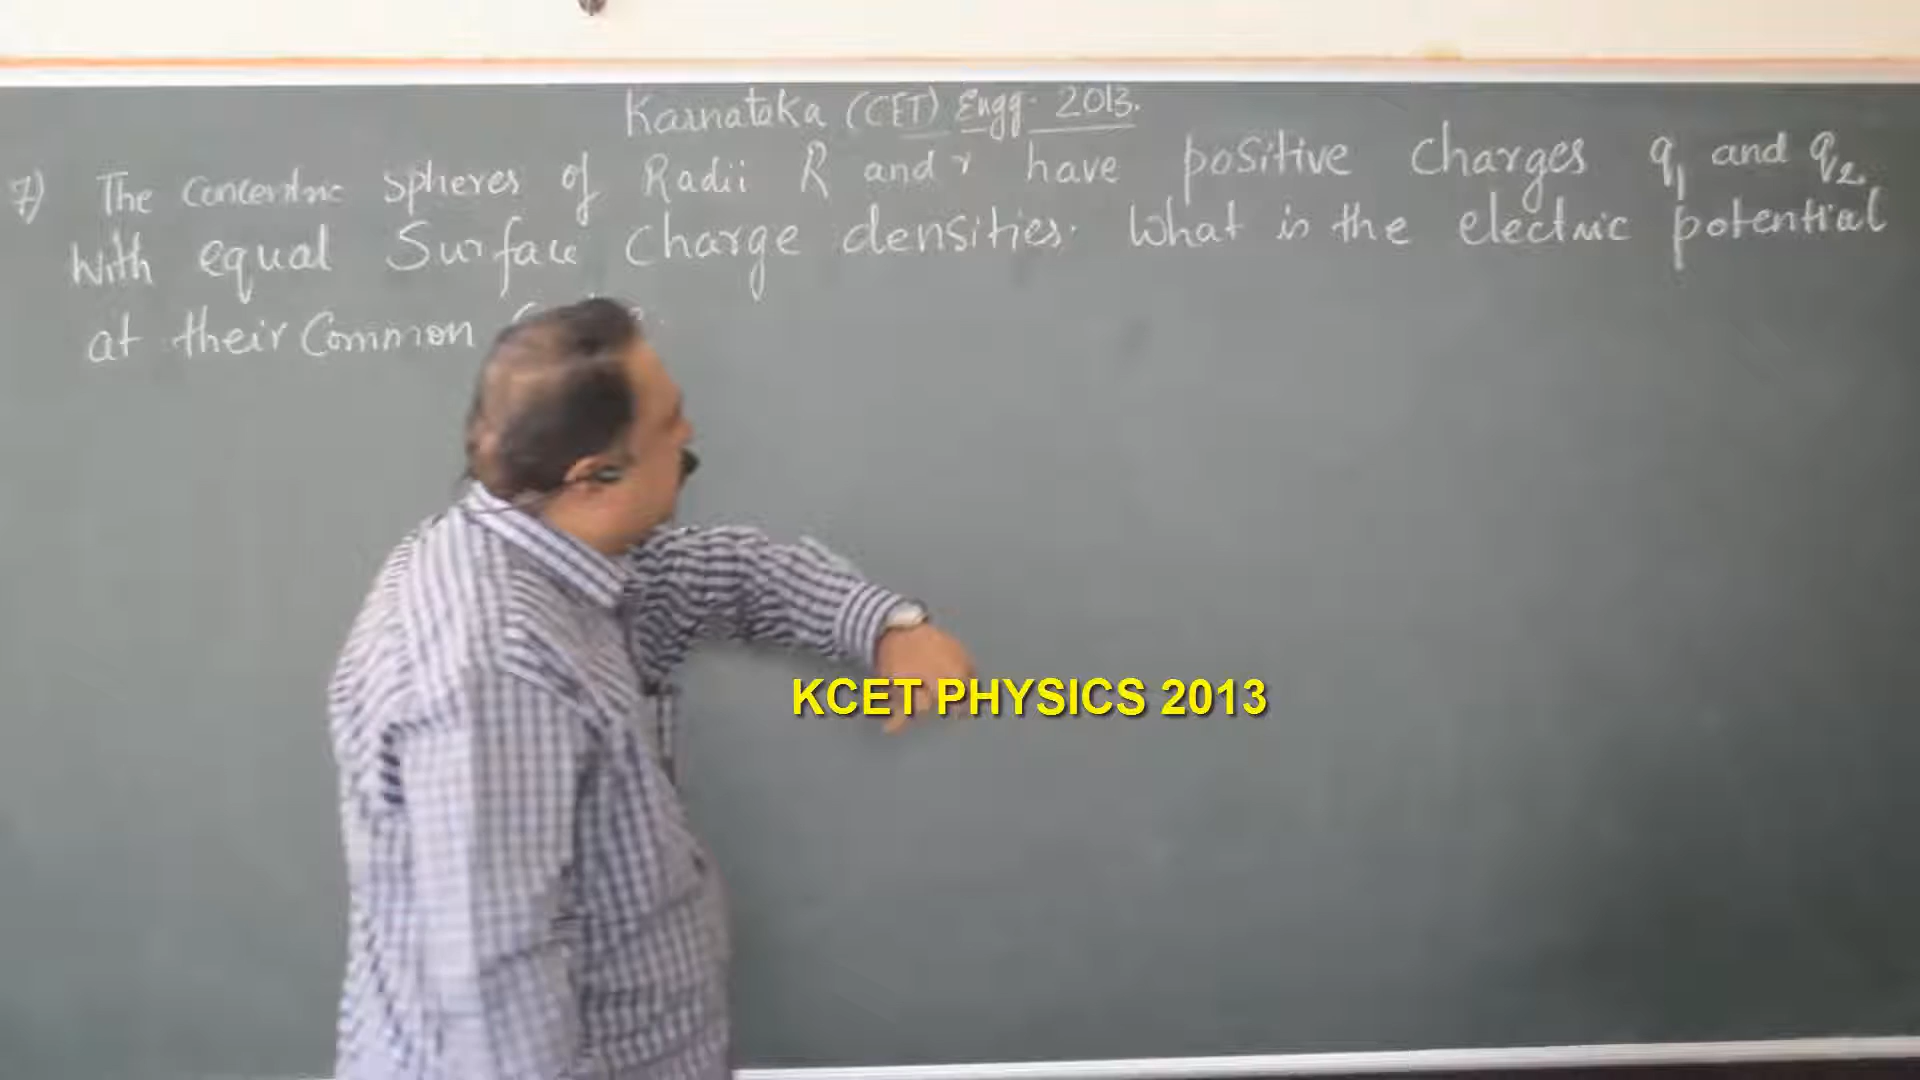 Karnataka (CET) Engg. 2013.
7) The concentric spheres of Radii R and r have positive charges q1 and q2.
With equal Surface Charge densities. What is the electric potential
at their Common
KCET PHYSICS 2013